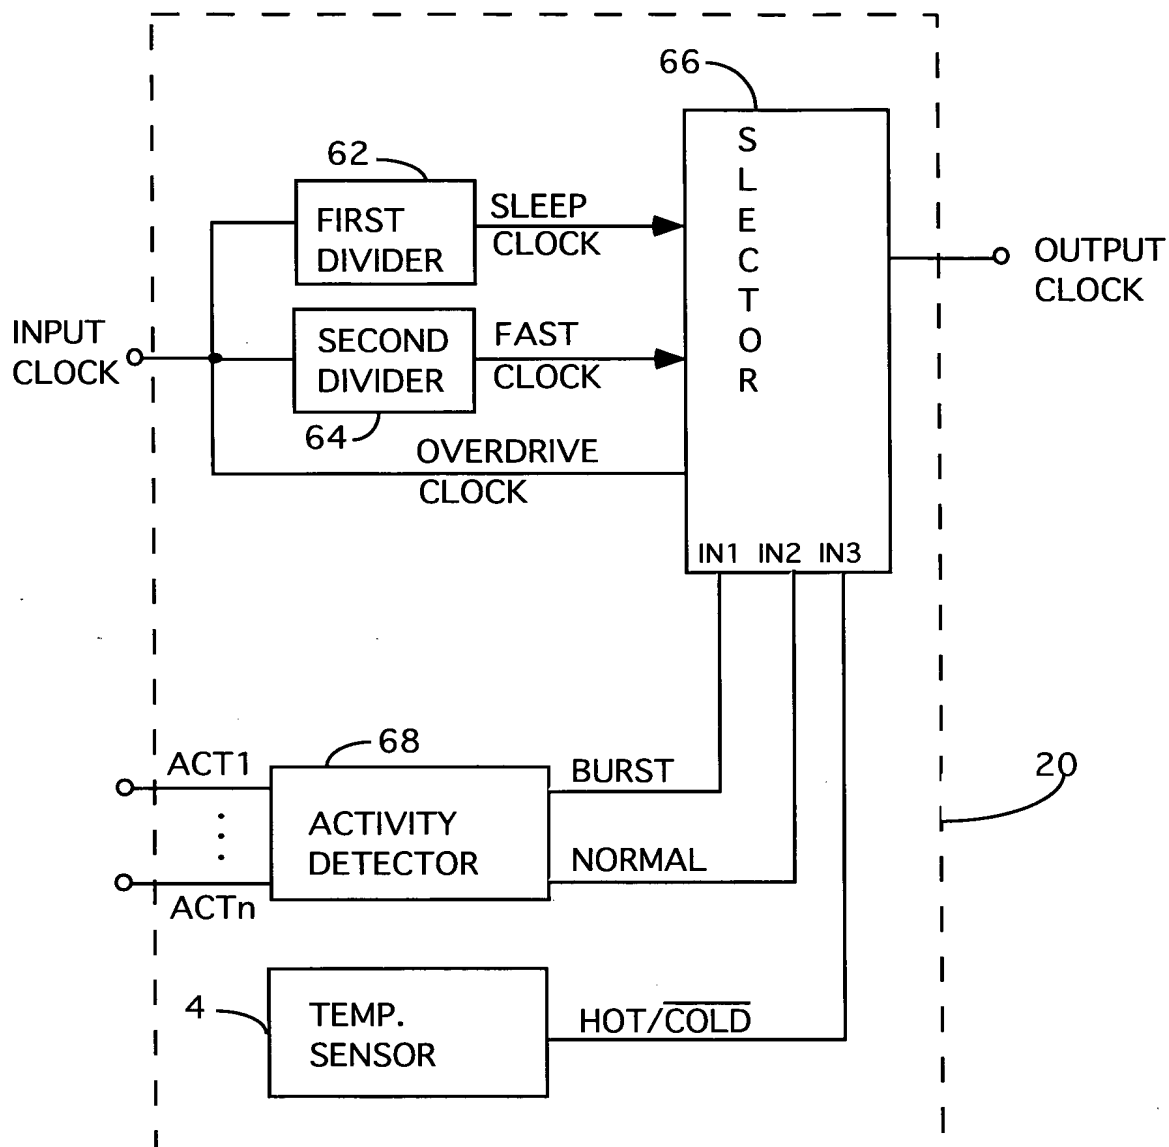 66
S
L
E
C
T
O
R
62
FIRST
DIVIDER
SLEEP
CLOCK
OUTPUT
CLOCK
INPUT
CLOCK
SECOND
DIVIDER
FAST
CLOCK
64
OVERDRIVE
CLOCK
IN1 IN2 IN3
68
ACT1
BURST
20
ACTIVITY
DETECTOR
NORMAL
ACTn
4
TEMP.
SENSOR
HOT/C̅O̅L̅D̅